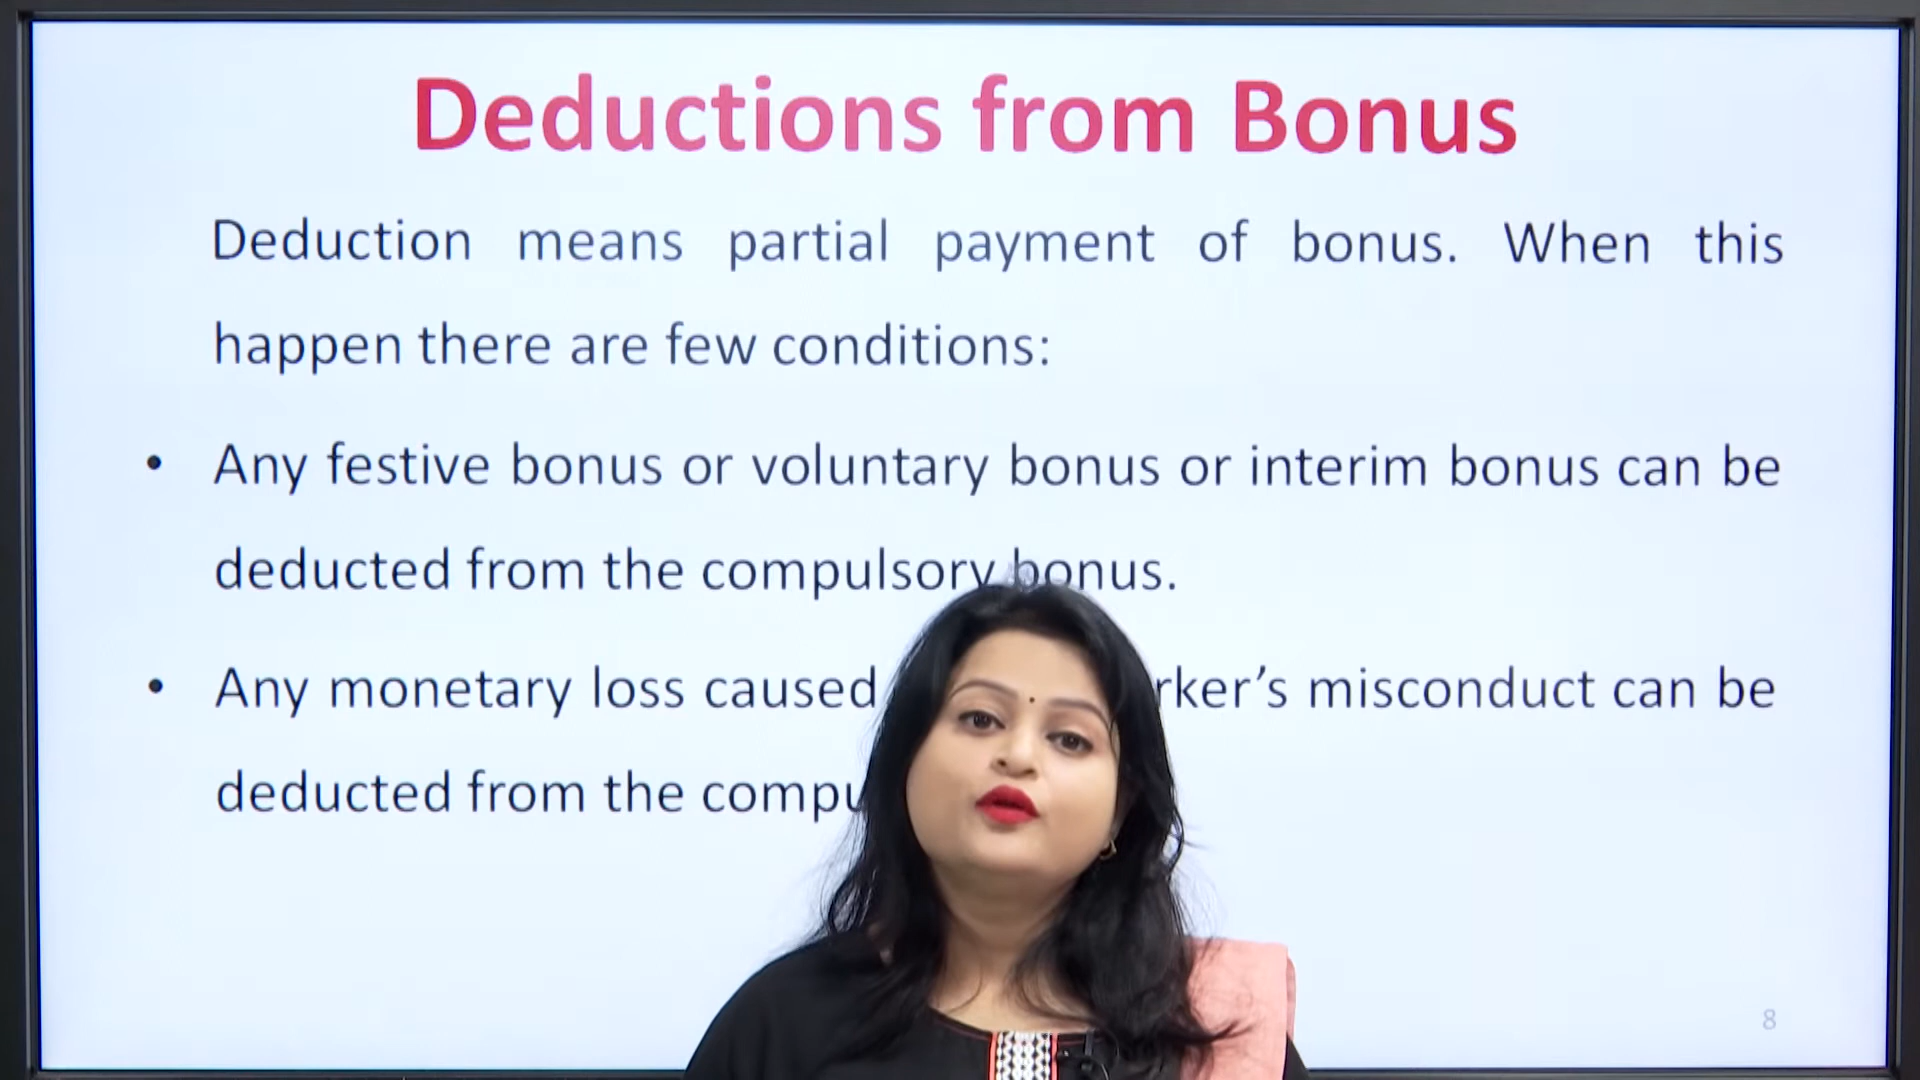 Deductions from Bonus
Deduction means partial payment of bonus. When this
happen there are few conditions:
• Any festive bonus or voluntary bonus or interim bonus can be
deducted from the compulsory bonus.
• Any monetary loss caused misconduct can be
deducted from the
8